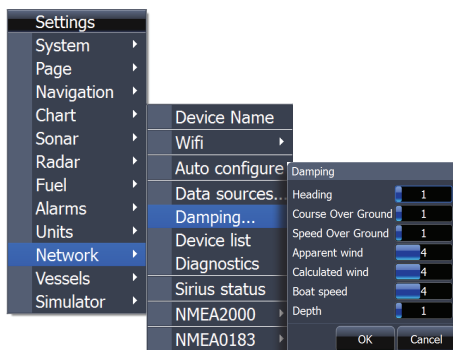 Settings
System
Page
Navigation
Chart
Sonar
Radar
Fuel
Alarms
Units
Network
Vessels
Simulator
Device Name
Wifi
Auto configure
Data sources...
Damping...
Device list
Diagnostics
Sirius status
NMEA2000
NMEA0183
Damping
Heading 1
Course Over Ground 1
Speed Over Ground 1
Apparent wind 4
Calculated wind 4
Boat speed 4
Depth 1
OK Cancel